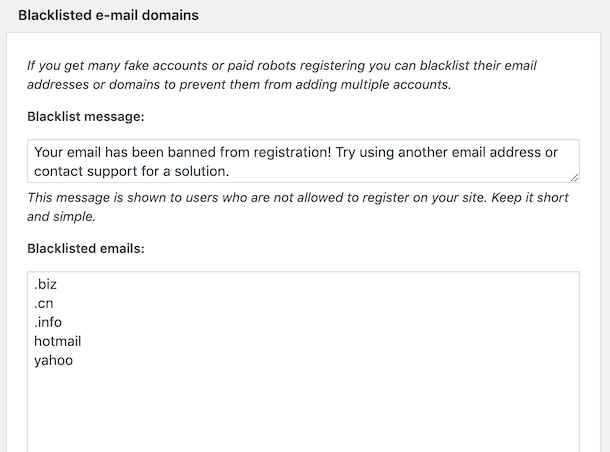 Blacklisted e-mail domains
If you get many fake accounts or paid robots registering you can blacklist their email
addresses or domains to prevent them from adding multiple accounts.
Blacklist message:
Your email has been banned from registration! Try using another email address or
contact support for a solution.
This message is shown to users who are not allowed to register on your site. Keep it short
and simple.
Blacklisted emails:
.biz
.cn
.info
hotmail
yahoo